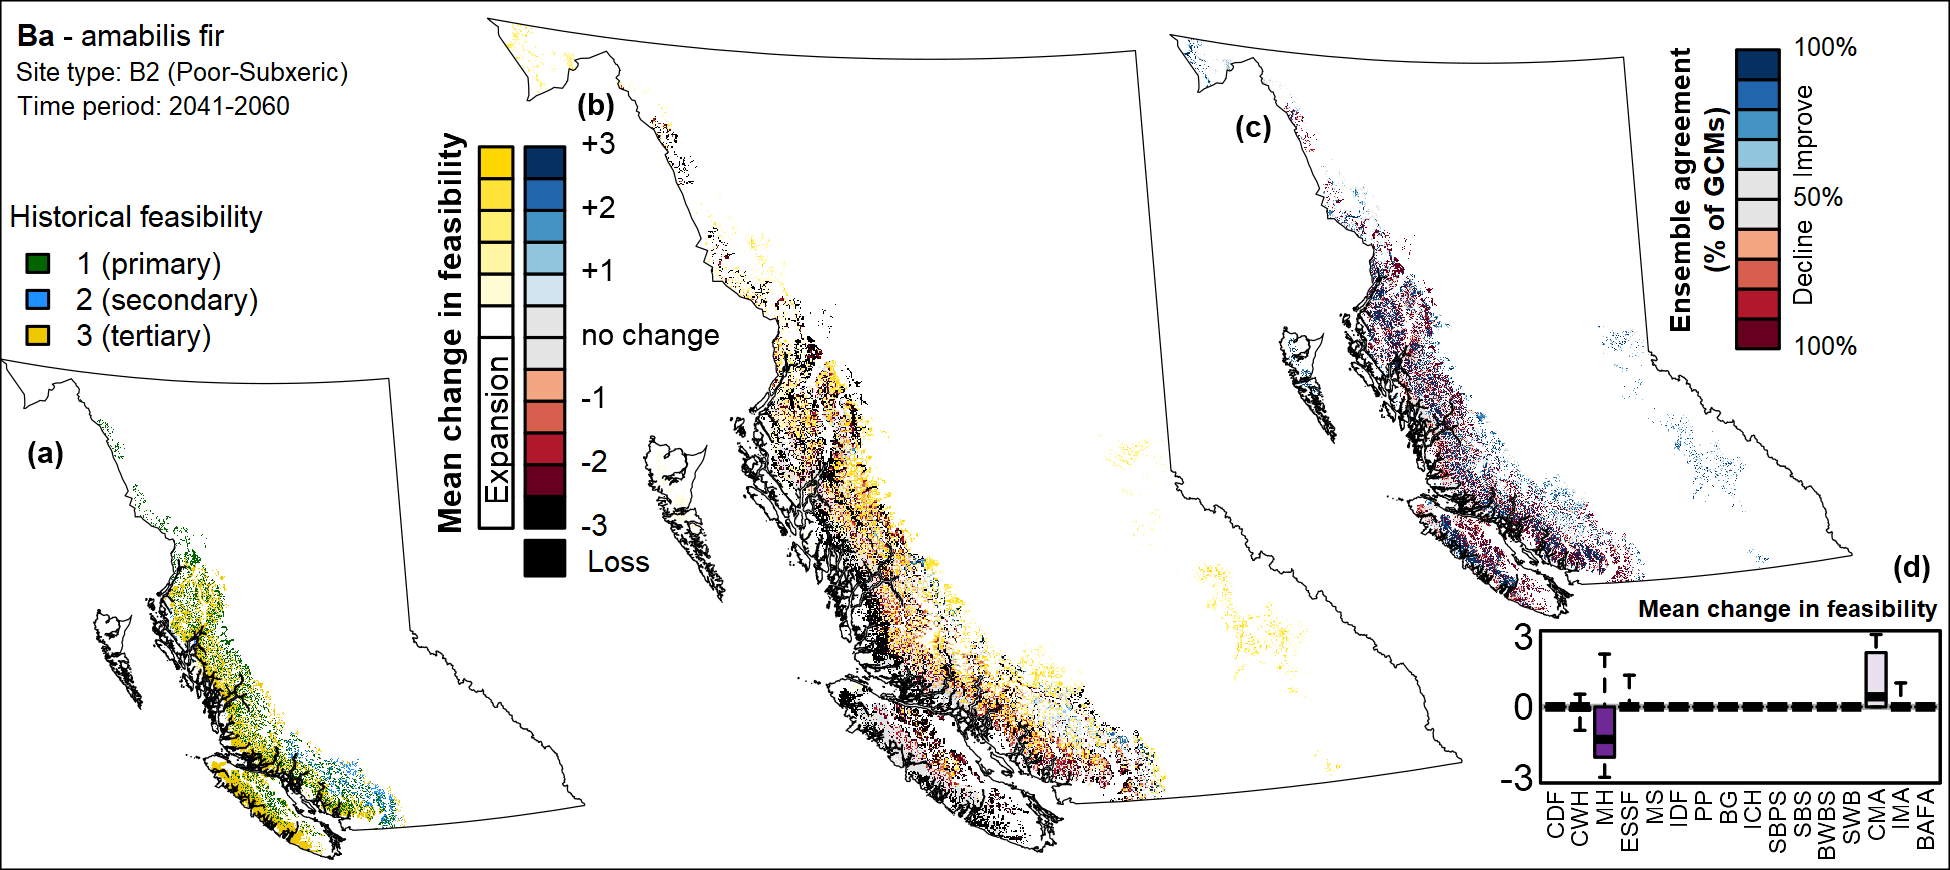 Ba - amabilis fir
Site type: B2 (Poor-Subxeric)
Time period: 2041-2060
Historical feasibility
1 (primary)
2 (secondary)
3 (tertiary)
(a)
(b)
Mean change in feasibility
Expansion
+3
+2
+1
no change
-1
-2
-3
Loss
(c)
Ensemble agreement
(% of GCMs)
100%
50%
100%
Improve
Decline
(d)
Mean change in feasibility
3
0
-3
CDF
CWH
MH
ESSF
MS
IDF
PP
BG
ICH
SBPS
SBS
BWBS
SWB
CMA
IMA
BAFA